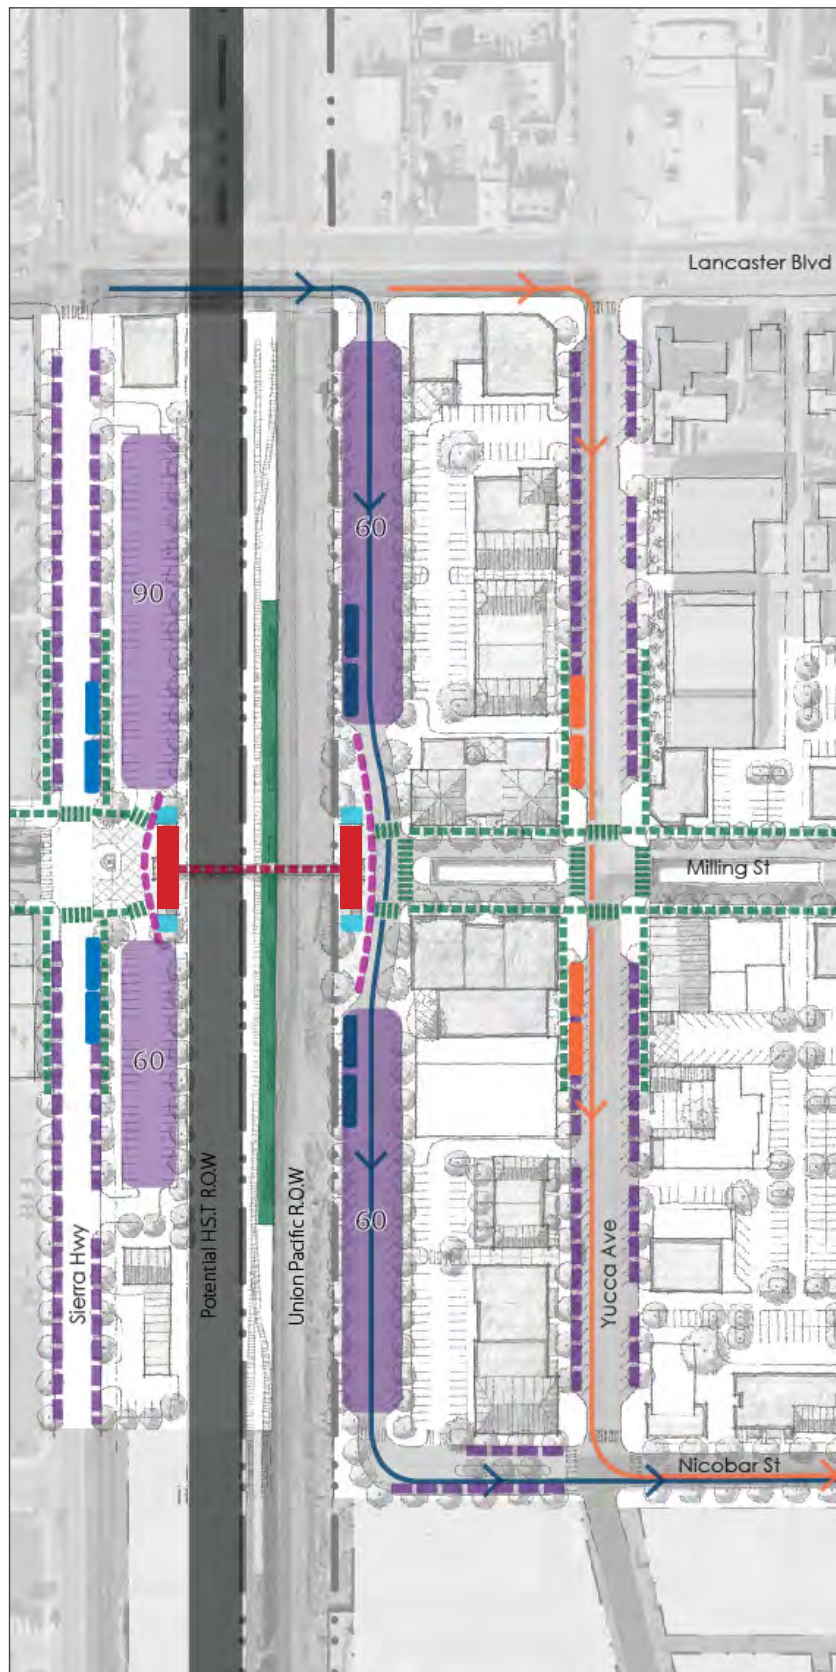 Lancaster Blvd
60
90
Milling St
60
60
Sierra Hwy
Potential H.S.T R.O.W
Union Pacific R.O.W
Yucca Ave
Nicobar St